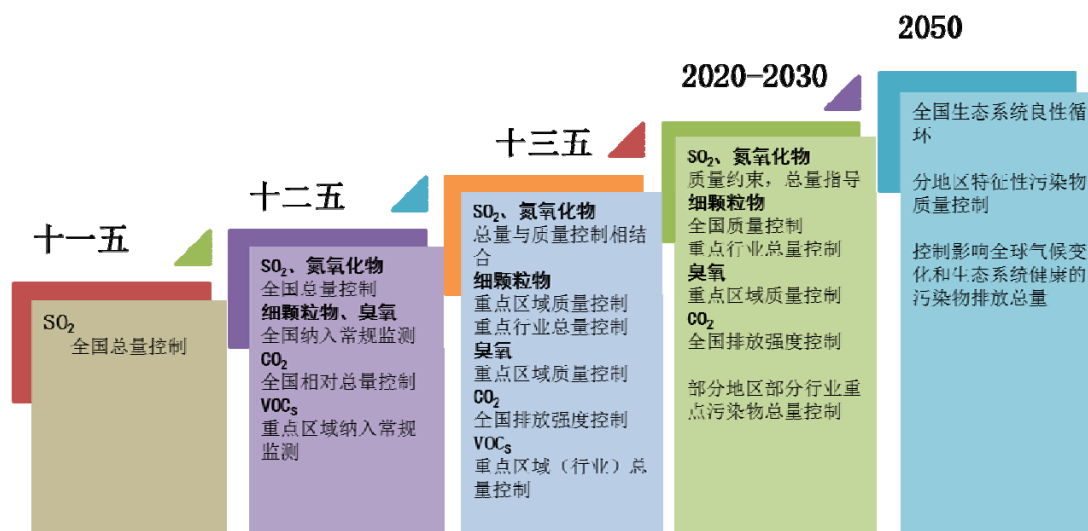 十一五
SO₂
全国总量控制
十二五
SO₂、氮氧化物
全国总量控制
细颗粒物、臭氧
全国纳入常规监测
CO₂
全国相对总量控制
VOCs
重点区域纳入常规
监测
十三五
SO₂、氮氧化物
总量与质量控制相结
合
细颗粒物
重点区域质量控制
重点行业总量控制
臭氧
重点区域质量控制
CO₂
全国排放强度控制
VOCs
重点区域（行业）总
量控制
2020-2030
SO₂、氮氧化物
质量约束，总量指导
细颗粒物
全国质量控制
重点行业总量控制
臭氧
重点区域质量控制
CO₂
全国排放强度控制
部分地区部分行业重
点污染物总量控制
2050
全国生态系统良性循
环
分地区特征性污染物
质量控制
控制影响全球气候变
化和生态系统健康的
污染物排放总量